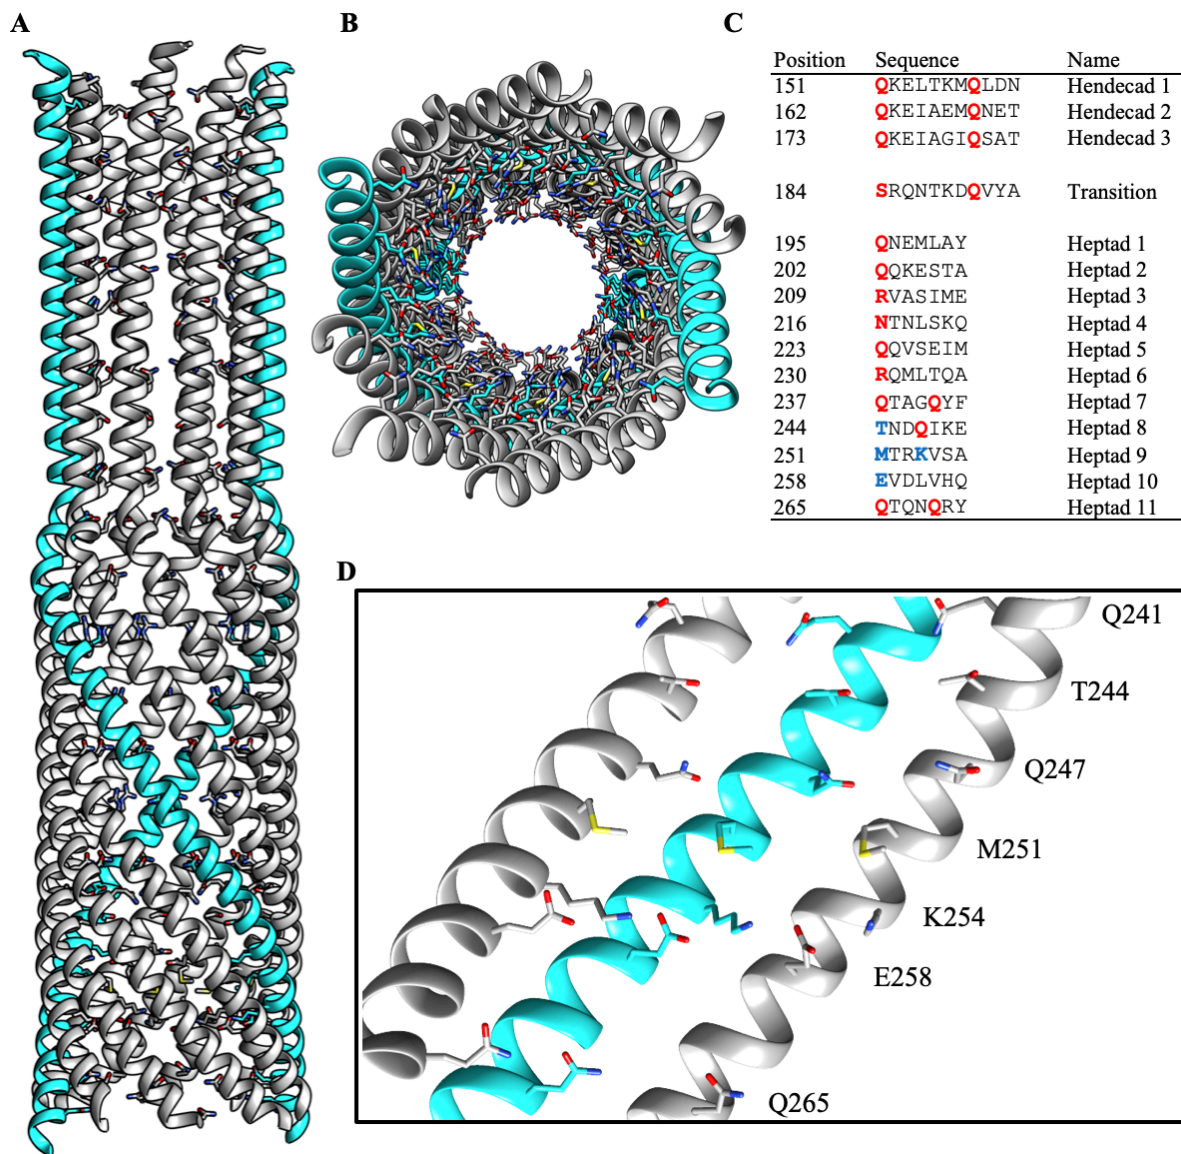 A
B
C
Position Sequence Name
151 QKELTKMQLDN Hendecad 1
162 QKEIAEMQNET Hendecad 2
173 QKEIAGIQSAT Hendecad 3
184 SRQNTKDQVYA Transition
195 QNEMLAY Heptad 1
202 QQKESTA Heptad 2
209 RVASIME Heptad 3
216 NTNLSKQ Heptad 4
223 QQVSEIM Heptad 5
230 RQMLTQA Heptad 6
237 QTAGQYF Heptad 7
244 TNDQIKE Heptad 8
251 MTRKVSA Heptad 9
258 EVDLVHQ Heptad 10
265 QTQNQRY Heptad 11
D
Q241
T244
Q247
M251
K254
E258
Q265